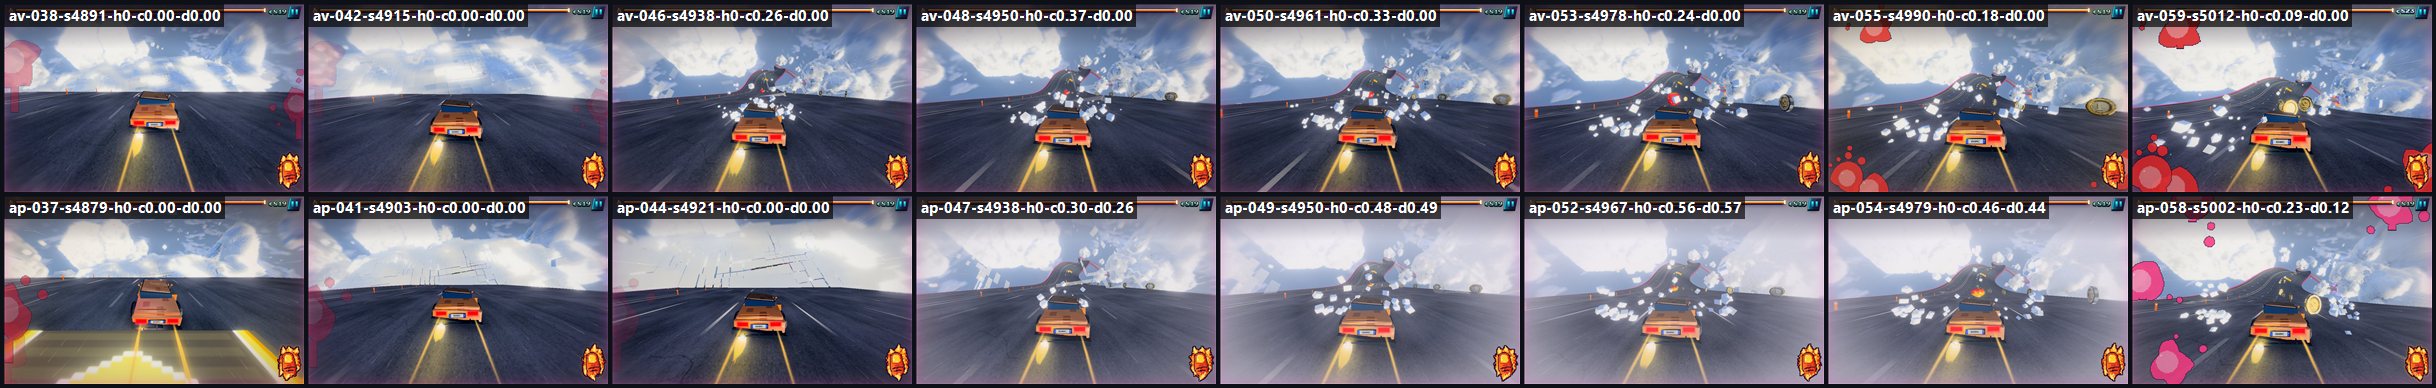 av-038-s4891-h0-c0.00-d0.00
av-042-s4915-h0-c0.00-d0.00
av-046-s4938-h0-c0.26-d0.00
av-048-s4950-h0-c0.37-d0.00
av-050-s4961-h0-c0.33-d0.00
av-053-s4978-h0-c0.24-d0.00
av-055-s4990-h0-c0.18-d0.00
av-059-s5012-h0-c0.09-d0.00
ap-037-s4879-h0-c0.00-d0.00
ap-041-s4903-h0-c0.00-d0.00
ap-044-s4921-h0-c0.00-d0.00
ap-047-s4938-h0-c0.30-d0.26
ap-049-s4950-h0-c0.48-d0.49
ap-052-s4967-h0-c0.56-d0.57
ap-054-s4979-h0-c0.46-d0.44
ap-058-s5002-h0-c0.23-d0.12